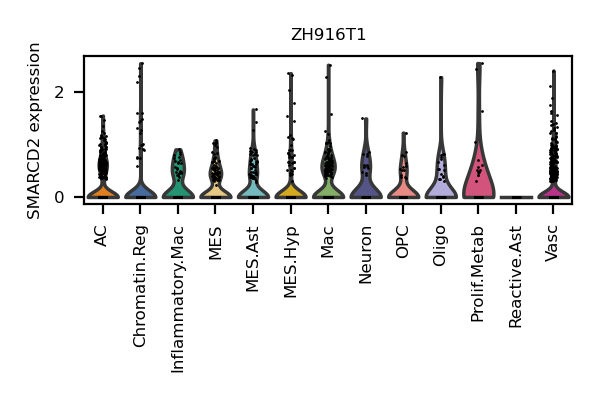 ZH916T1
SMARCD2 expression
2
0
AC
Chromatin.Reg
Inflammatory.Mac
MES
MES.Ast
MES.Hyp
Mac
Neuron
OPC
Oligo
Prolif.Metab
Reactive.Ast
Vasc